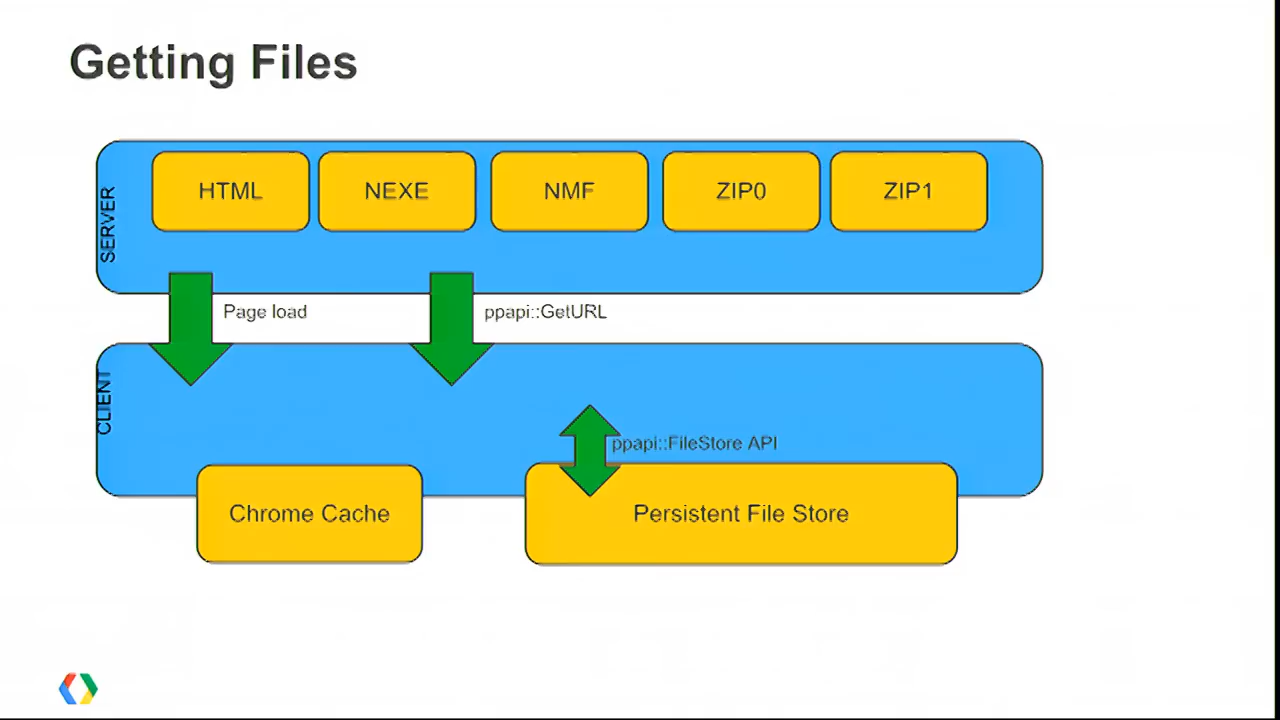 Getting Files
SERVER
HTML
NEXE
NMF
ZIP0
ZIP1
Page load
ppapi::GetURL
CLIENT
ppapi::FileStore API
Chrome Cache
Persistent File Store